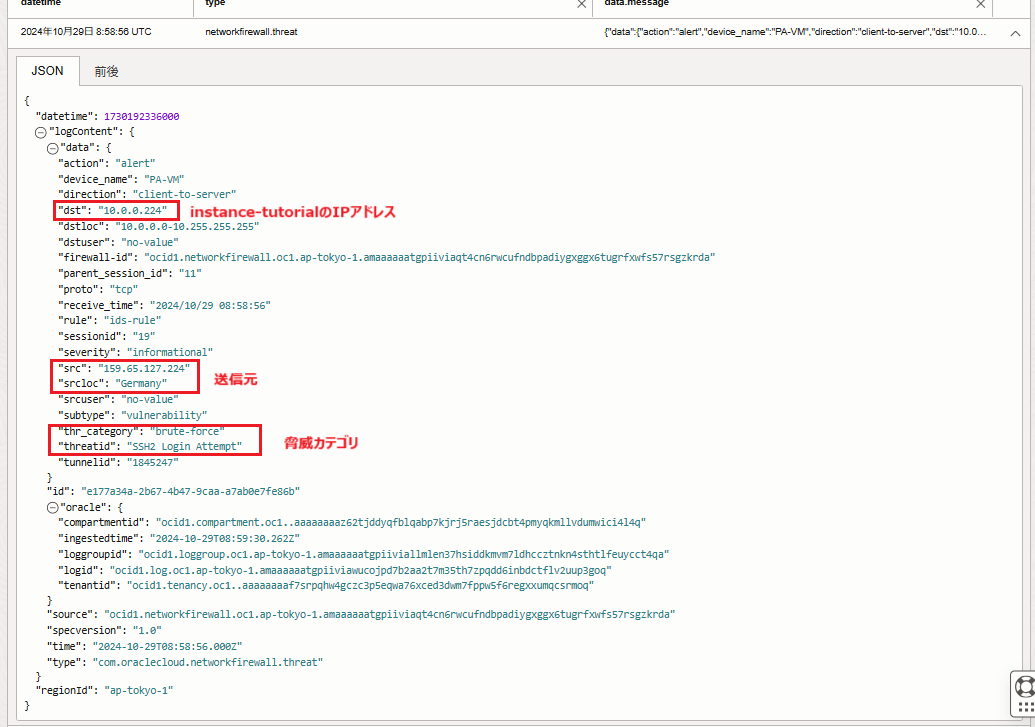 datetime type data.message
2024年10月29日 8:58:56 UTC networkfirewall.threat {"data":{"action":"alert","device_name":"PA-VM","direction":"client-to-server","dst":"10.0...
JSON 前後
{
"datetime": 1730192336000
"logContent": {
"data": {
"action": "alert"
"device_name": "PA-VM"
"direction": "client-to-server"
"dst": "10.0.0.224" instance-tutorialのIPアドレス
"dstloc": "10.0.0.0-10.255.255.255"
"dstuser": "no-value"
"firewall-id": "ocid1.networkfirewall.oc1.ap-tokyo-1.amaaaaaatgpiiviaqt4cn6rwcufndbpadiygxggx6tugrfxwfs57rsgzkrda"
"parent_session_id": "11"
"proto": "tcp"
"receive_time": "2024/10/29 08:58:56"
"rule": "ids-rule"
"sessionid": "19"
"severity": "informational"
"src": "159.65.127.224"
"srcloc": "Germany" 送信元
"srcuser": "no-value"
"subtype": "vulnerability"
"thr_category": "brute-force"
"threatid": "SSH2 Login Attempt" 脅威カテゴリ
"tunnelid": "1845247"
}
"id": "e177a34a-2b67-4b47-9caa-a7ab0e7fe86b"
"oracle": {
"compartmentid": "ocid1.compartment.oc1..aaaaaaaaz62tjddyqfblqabp7kjrj5raesjdcbt4pmyqkmllvdumwici4l4q"
"ingestedtime": "2024-10-29T08:59:30.262Z"
"loggroupid": "ocid1.loggroup.oc1.ap-tokyo-1.amaaaaaatgpiiviallmlen37hsiddkmvm7ldhccztnkn4sthtlfeuycct4qa"
"logid": "ocid1.log.oc1.ap-tokyo-1.amaaaaaatgpiiviawucojpd7b2aa2t7m35th7zpqdd6inbdctflv2uup3goq"
"tenantid": "ocid1.tenancy.oc1..aaaaaaaaf7srpqhw4gczc3p5eqwa76xced3dwm7fppw5f6regxxumqcsrmoq"
}
"source": "ocid1.networkfirewall.oc1.ap-tokyo-1.amaaaaaatgpiiviaqt4cn6rwcufndbpadiygxggx6tugrfxwfs57rsgzkrda"
"specversion": "1.0"
"time": "2024-10-29T08:58:56.000Z"
"type": "com.oraclecloud.networkfirewall.threat"
}
"regionId": "ap-tokyo-1"
}